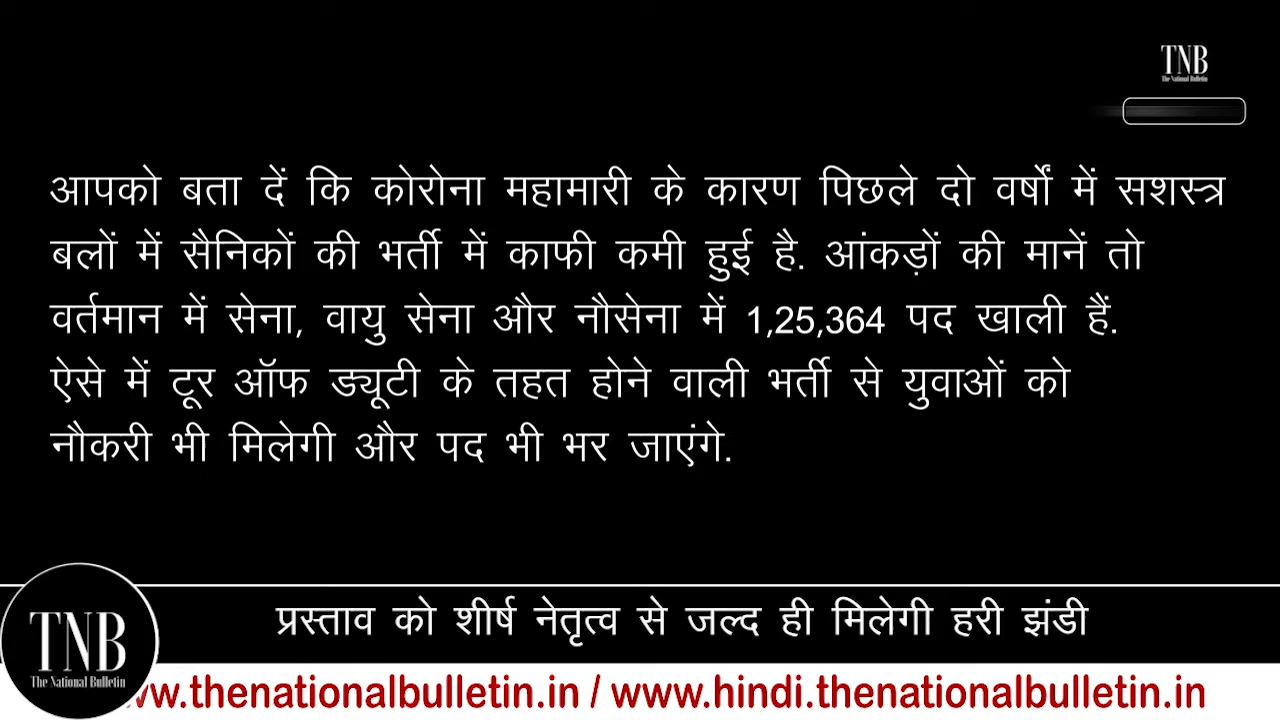 TNB
The National Bulletin
आपको बता दें कि कोरोना महामारी के कारण पिछले दो वर्षों में सशस्त्र
बलों में सैनिकों की भर्ती में काफी कमी हुई है. आंकड़ों की मानें तो
वर्तमान में सेना, वायु सेना और नौसेना में 1,25,364 पद खाली हैं.
ऐसे में टूर ऑफ ड्यूटी के तहत होने वाली भर्ती से युवाओं को
नौकरी भी मिलेगी और पद भी भर जाएंगे.
प्रस्ताव को शीर्ष नेतृत्व से जल्द ही मिलेगी हरी झंडी
TNB
The National Bulletin
ww.thenationalbulletin.in / www.hindi.thenationalbulletin.in